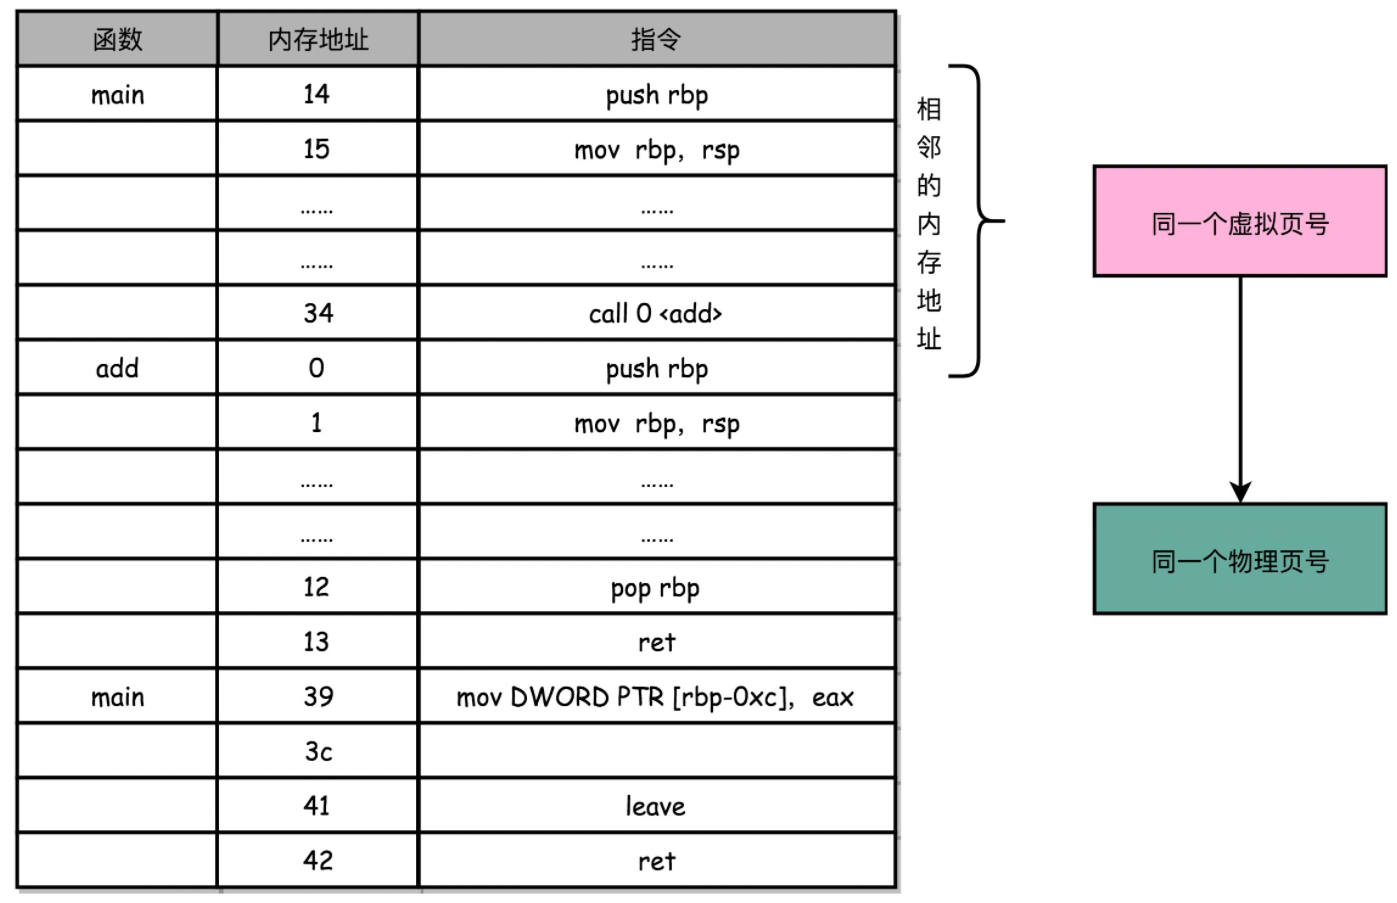 函数 内存地址 指令
main 14 push rbp
15 mov rbp, rsp
…… ……
…… ……
34 call 0 <add>
add 0 push rbp
1 mov rbp, rsp
…… ……
…… ……
12 pop rbp
13 ret
main 39 mov DWORD PTR [rbp-0xc], eax
3c
41 leave
42 ret
相邻的内存地址
同一个虚拟页号
同一个物理页号